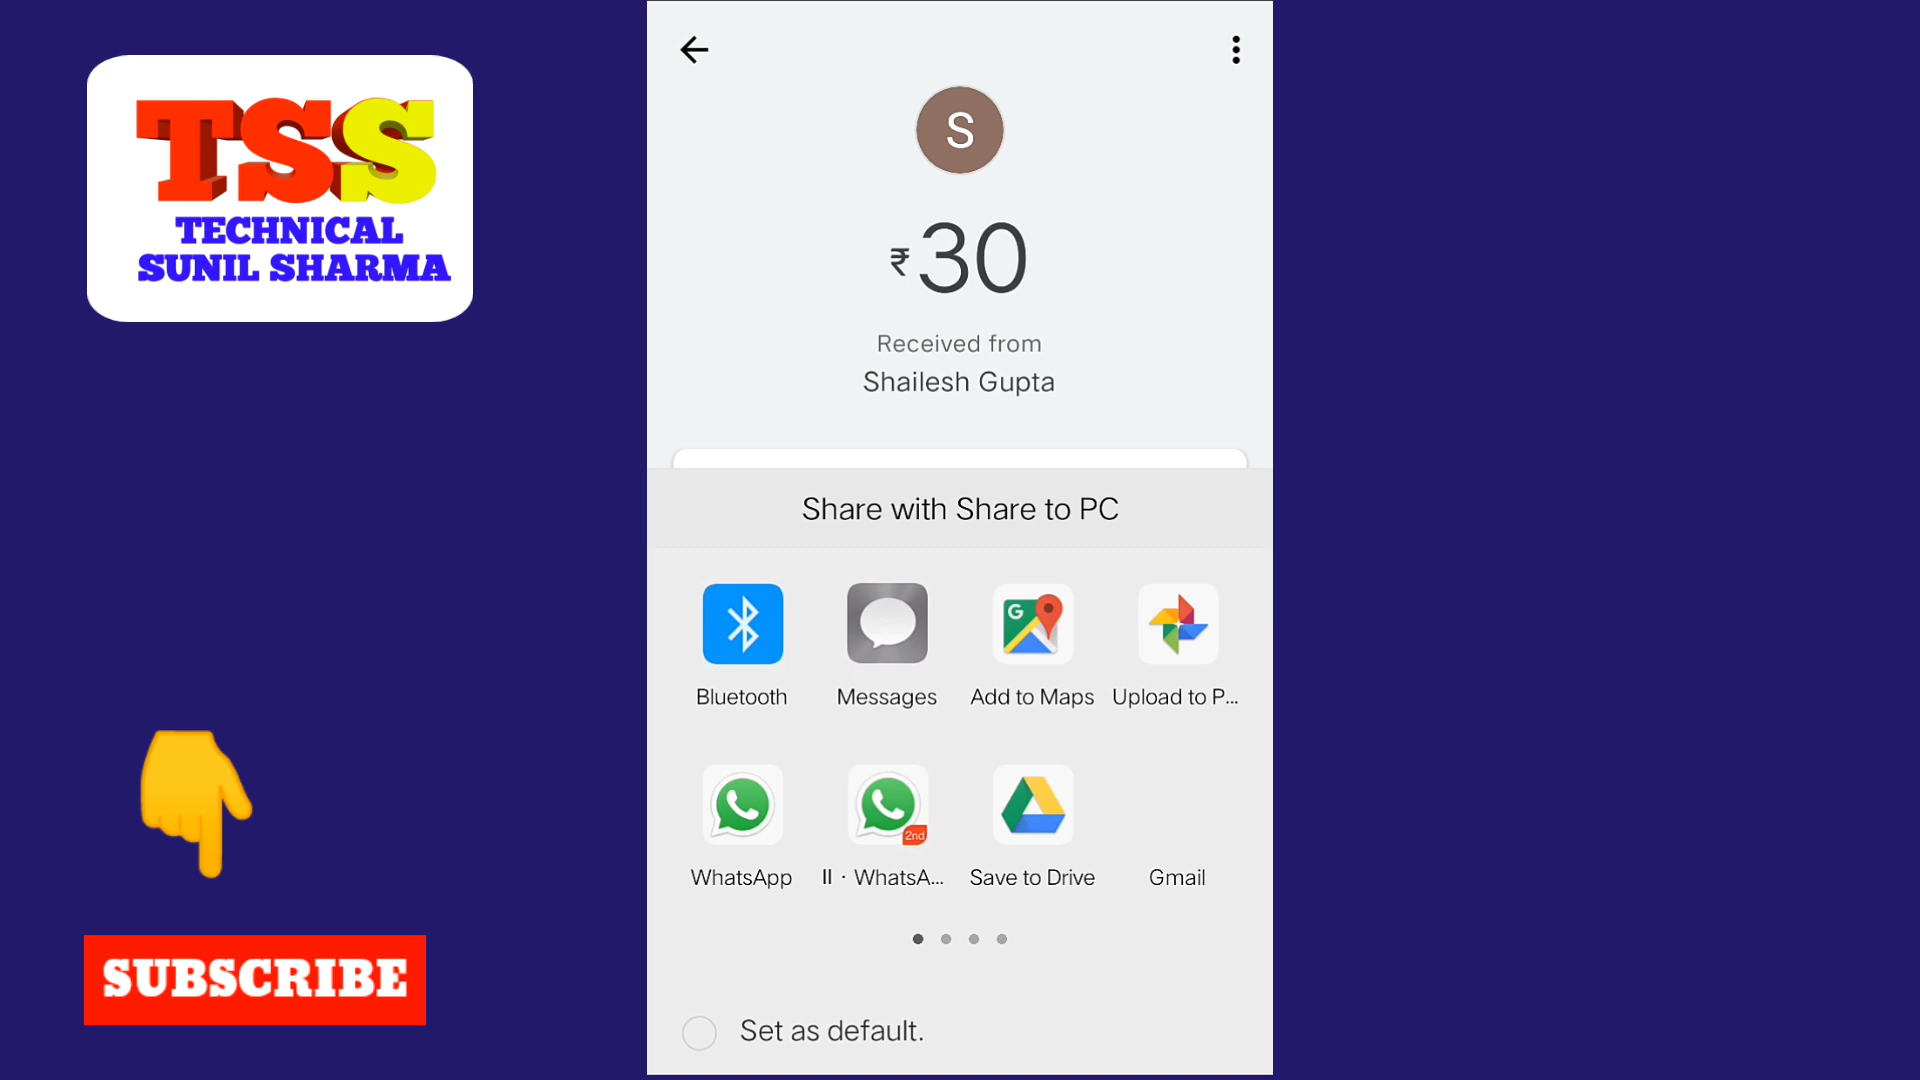 TSS
TECHNICAL
SUNIL SHARMA
S
₹30
Received from
Shailesh Gupta
Share with Share to PC
Bluetooth
Messages
G
Add to Maps
Upload to P...
WhatsApp
2nd
II · WhatsA...
Save to Drive
Gmail
SUBSCRIBE
Set as default.